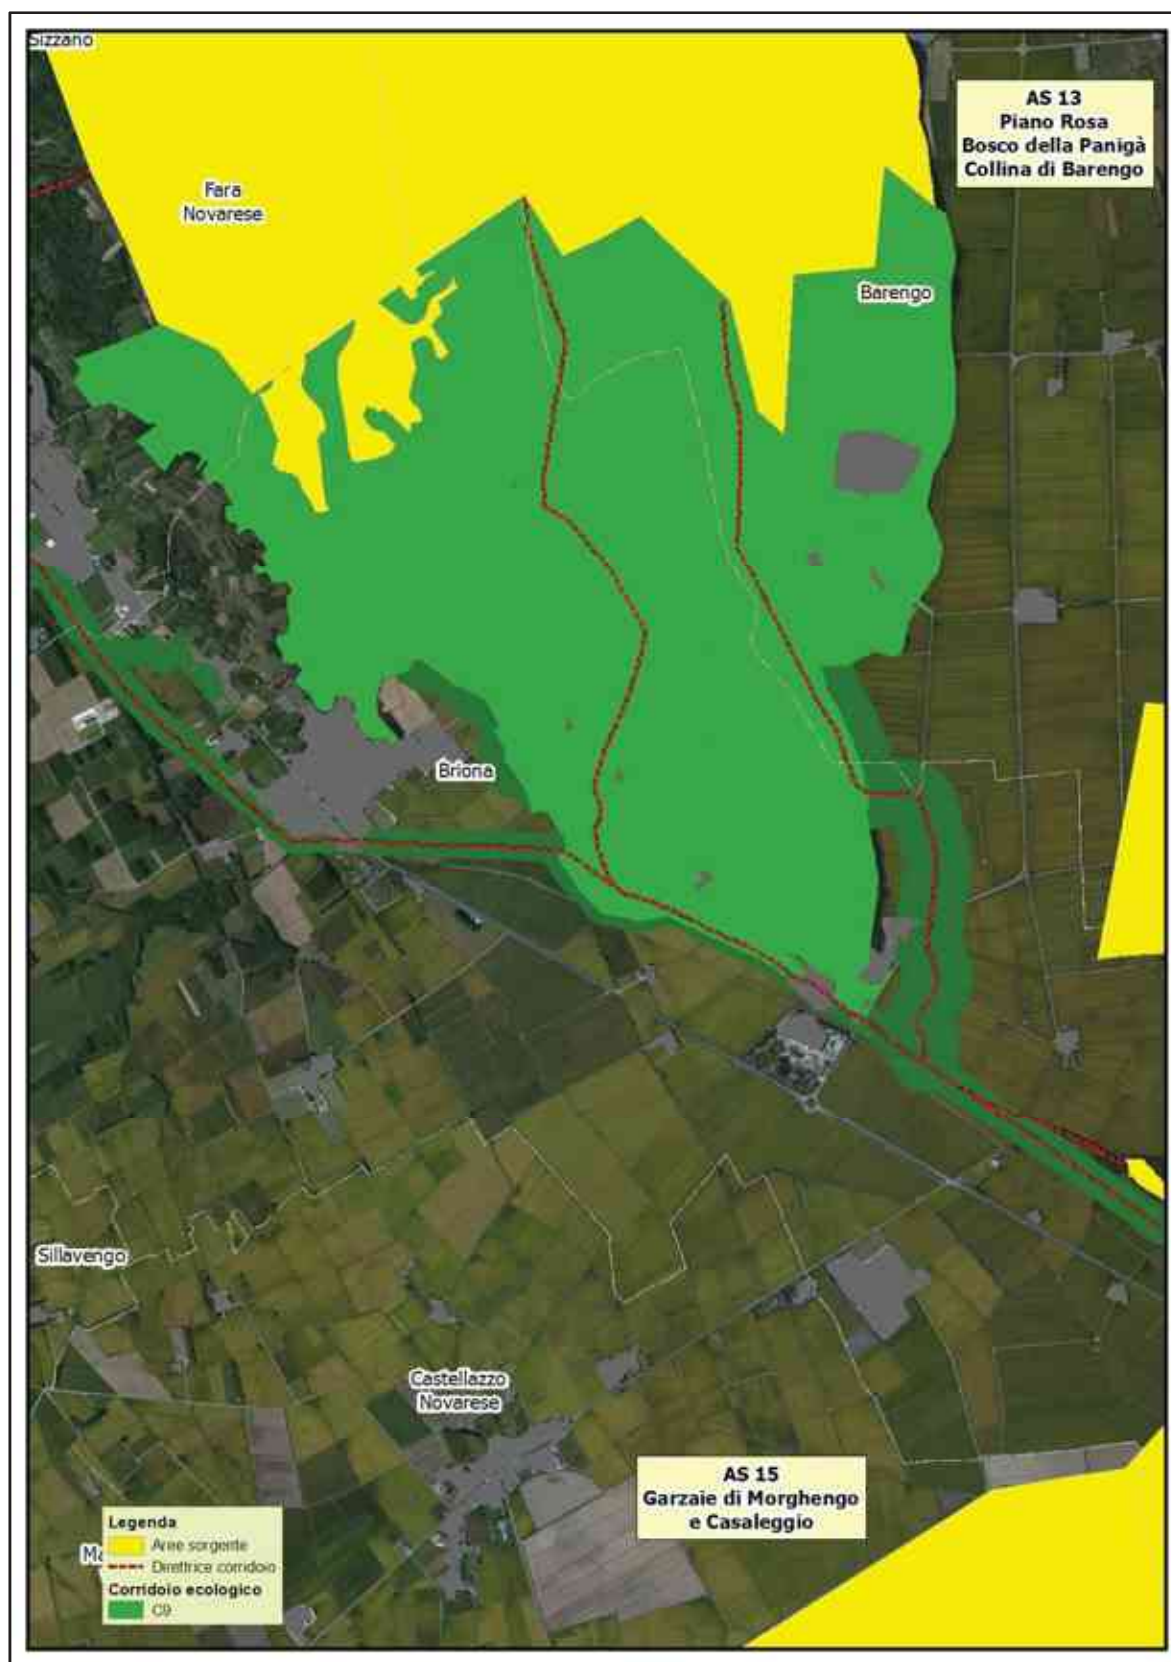 Sizzano
AS 13
Piano Rosa
Bosco della Panigà
Collina di Barengo
Fara
Novarese
Barengo
Briona
Sillavengo
Castellazzo
Novarese
AS 15
Garzaie di Morghengo
e Casaleggio
Legenda
Aree sorgente
Direttrice corridoio
Corridoio ecologico
C9